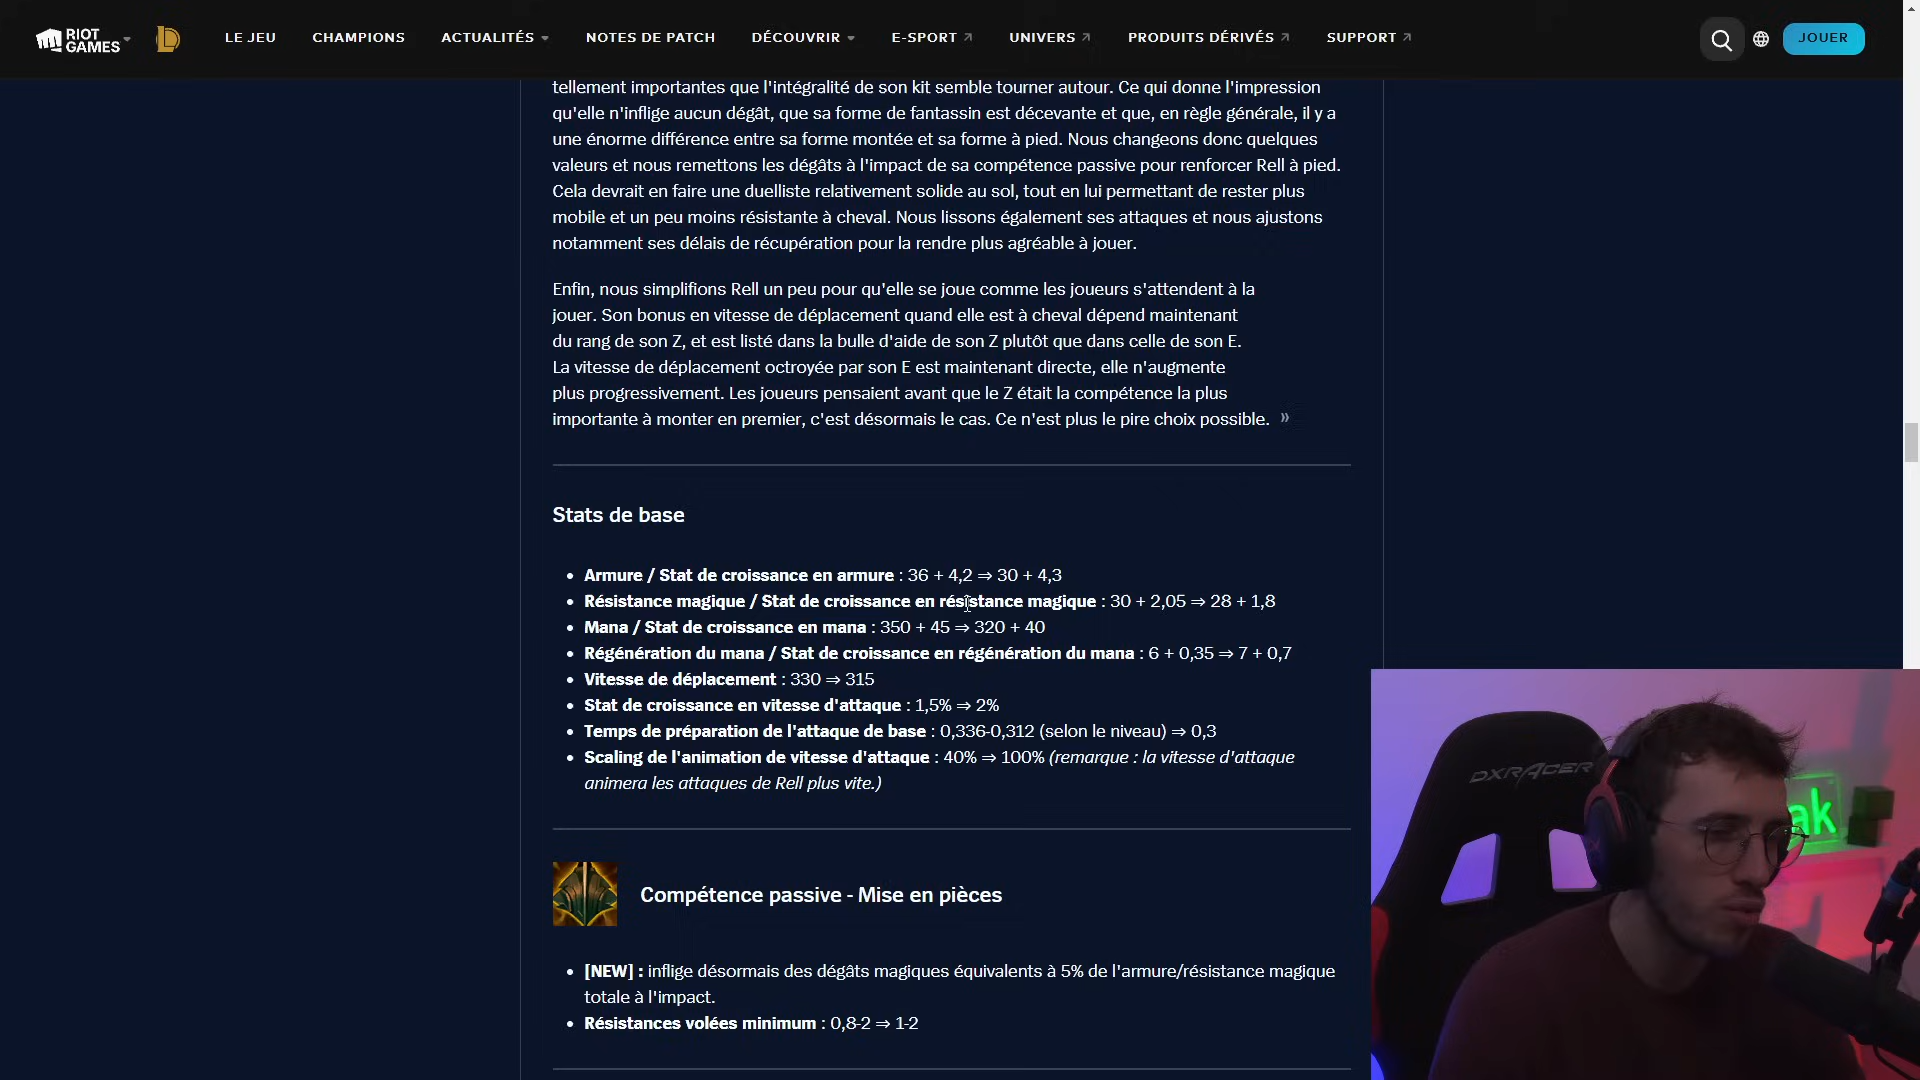 RIOT GAMES
LE JEU
CHAMPIONS
ACTUALITÉS
NOTES DE PATCH
DÉCOUVRIR
E-SPORT
UNIVERS
PRODUITS DÉRIVÉS
SUPPORT
JOUER
tellement importantes que l'intégralité de son kit semble tourner autour. Ce qui donne l'impression
qu'elle n'inflige aucun dégât, que sa forme de fantassin est décevante et que, en règle générale, il y a
une énorme différence entre sa forme montée et sa forme à pied. Nous changeons donc quelques
valeurs et nous remettons les dégâts à l'impact de sa compétence passive pour renforcer Rell à pied.
Cela devrait en faire une duelliste relativement solide au sol, tout en lui permettant de rester plus
mobile et un peu moins résistante à cheval. Nous lissons également ses attaques et nous ajustons
notamment ses délais de récupération pour la rendre plus agréable à jouer.
Enfin, nous simplifions Rell un peu pour qu'elle se joue comme les joueurs s'attendent à la
jouer. Son bonus en vitesse de déplacement quand elle est à cheval dépend maintenant
du rang de son Z, et est listé dans la bulle d'aide de son Z plutôt que dans celle de son E.
La vitesse de déplacement octroyée par son E est maintenant directe, elle n'augmente
plus progressivement. Les joueurs pensaient avant que le Z était la compétence la plus
importante à monter en premier, c'est désormais le cas. Ce n'est plus le pire choix possible. »
Stats de base
• Armure / Stat de croissance en armure : 36 + 4,2 ⇒ 30 + 4,3
• Résistance magique / Stat de croissance en résistance magique : 30 + 2,05 ⇒ 28 + 1,8
• Mana / Stat de croissance en mana : 350 + 45 ⇒ 320 + 40
• Régénération du mana / Stat de croissance en régénération du mana : 6 + 0,35 ⇒ 7 + 0,7
• Vitesse de déplacement : 330 ⇒ 315
• Stat de croissance en vitesse d'attaque : 1,5% ⇒ 2%
• Temps de préparation de l'attaque de base : 0,336-0,312 (selon le niveau) ⇒ 0,3
• Scaling de l'animation de vitesse d'attaque : 40% ⇒ 100% (remarque : la vitesse d'attaque
animera les attaques de Rell plus vite.)
DXRACER
ak
Compétence passive - Mise en pièces
• [NEW] : inflige désormais des dégâts magiques équivalents à 5% de l'armure/résistance magique
totale à l'impact.
• Résistances volées minimum : 0,8-2 ⇒ 1-2